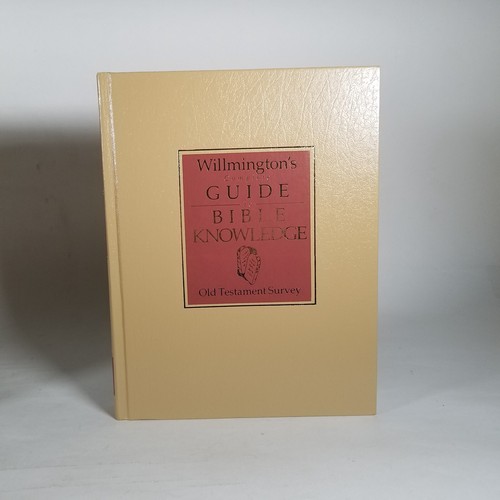 Willmington's
GUIDE
BIBLE
KNOWLEDGE
Old Testament Survey